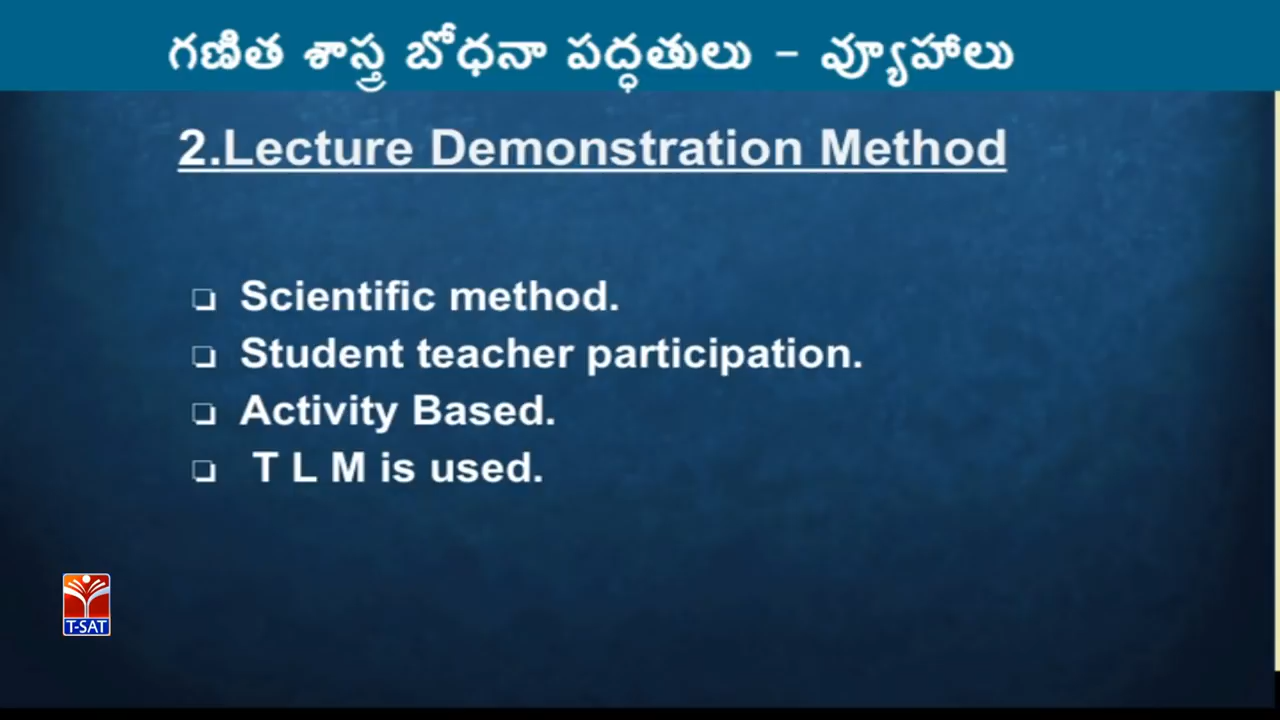 గణిత శాస్త్ర బోధనా పద్ధతులు - వ్యూహాలు
2.Lecture Demonstration Method
❑ Scientific method.
❑ Student teacher participation.
❑ Activity Based.
❑ T L M is used.
T-SAT